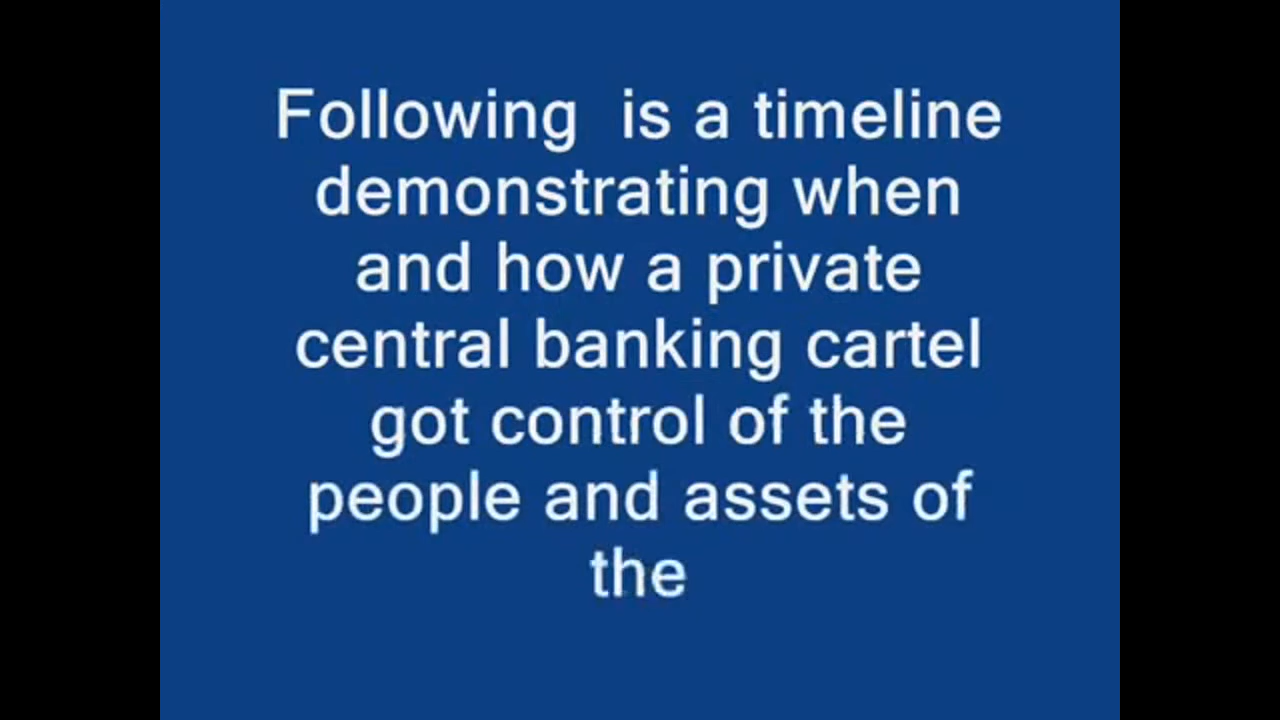 Following  is a timeline
demonstrating when
and how a private
central banking cartel
got control of the
people and assets of
the